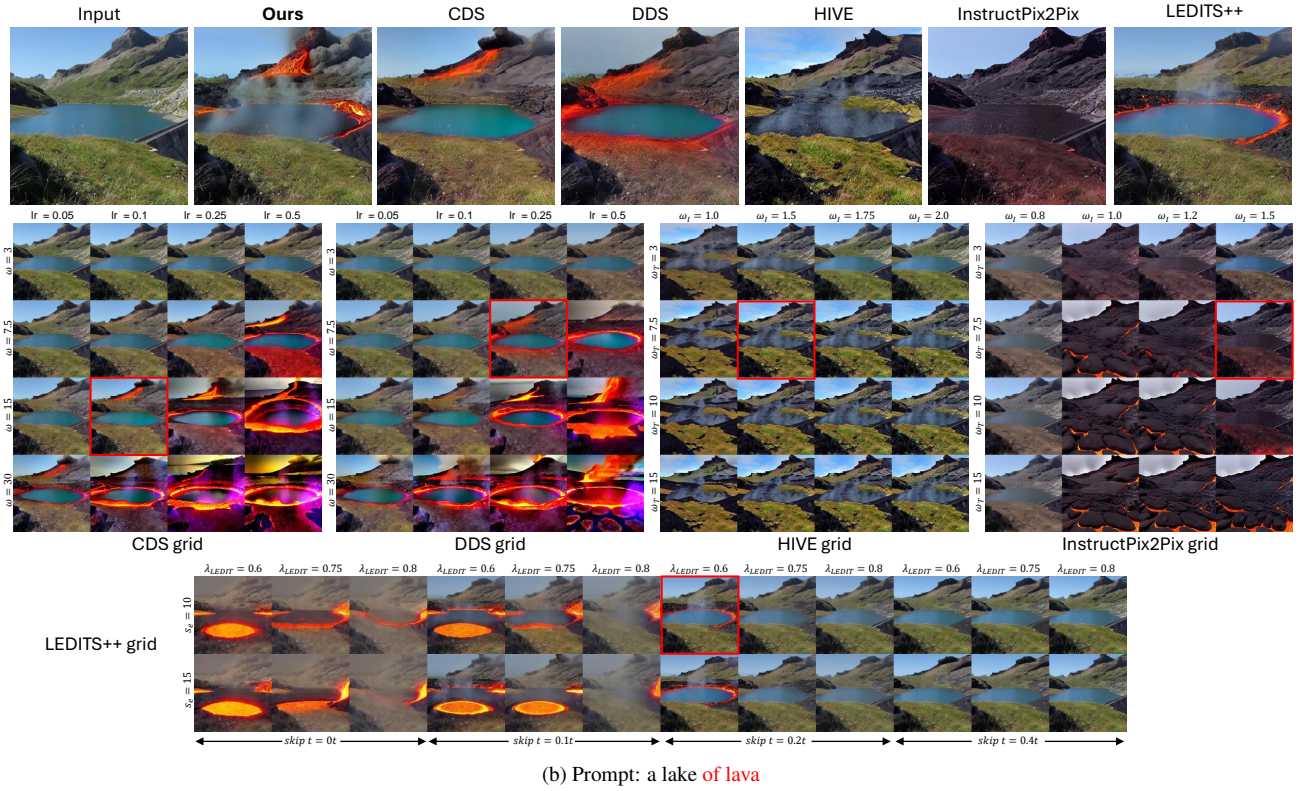 Input Ours CDS DDS HIVE InstructPix2Pix LEDITS++
lr = 0.05 lr = 0.1 lr = 0.25 lr = 0.5 lr = 0.05 lr = 0.1 lr = 0.25 lr = 0.5 ω_I = 1.0 ω_I = 1.5 ω_I = 1.75 ω_I = 2.0 ω_I = 0.8 ω_I = 1.0 ω_I = 1.2 ω_I = 1.5
ω = 3 ω = 3 ω_T = 3 ω_T = 3
ω = 7.5 ω = 7.5 ω_T = 7.5 ω_T = 7.5
ω = 15 ω = 15 ω_T = 10 ω_T = 10
ω = 30 ω = 30 ω_T = 15 ω_T = 15
CDS grid DDS grid HIVE grid InstructPix2Pix grid
λ_LEDIT = 0.6 λ_LEDIT = 0.75 λ_LEDIT = 0.8 λ_LEDIT = 0.6 λ_LEDIT = 0.75 λ_LEDIT = 0.8 λ_LEDIT = 0.6 λ_LEDIT = 0.75 λ_LEDIT = 0.8 λ_LEDIT = 0.6 λ_LEDIT = 0.75 λ_LEDIT = 0.8
s_e = 10
LEDITS++ grid
s_e = 15
skip t = 0t skip t = 0.1t skip t = 0.2t skip t = 0.4t
(b) Prompt: a lake of lava